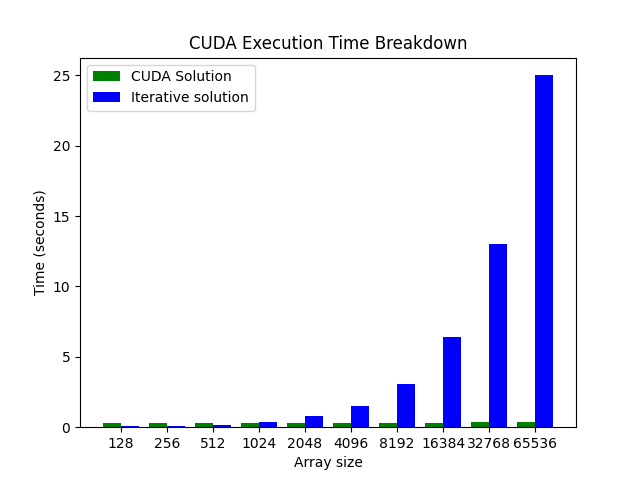 CUDA Execution Time Breakdown
CUDA Solution
Iterative solution
Time (seconds)
25
20
15
10
5
0
128 256 512 1024 2048 4096 8192 16384 32768 65536
Array size